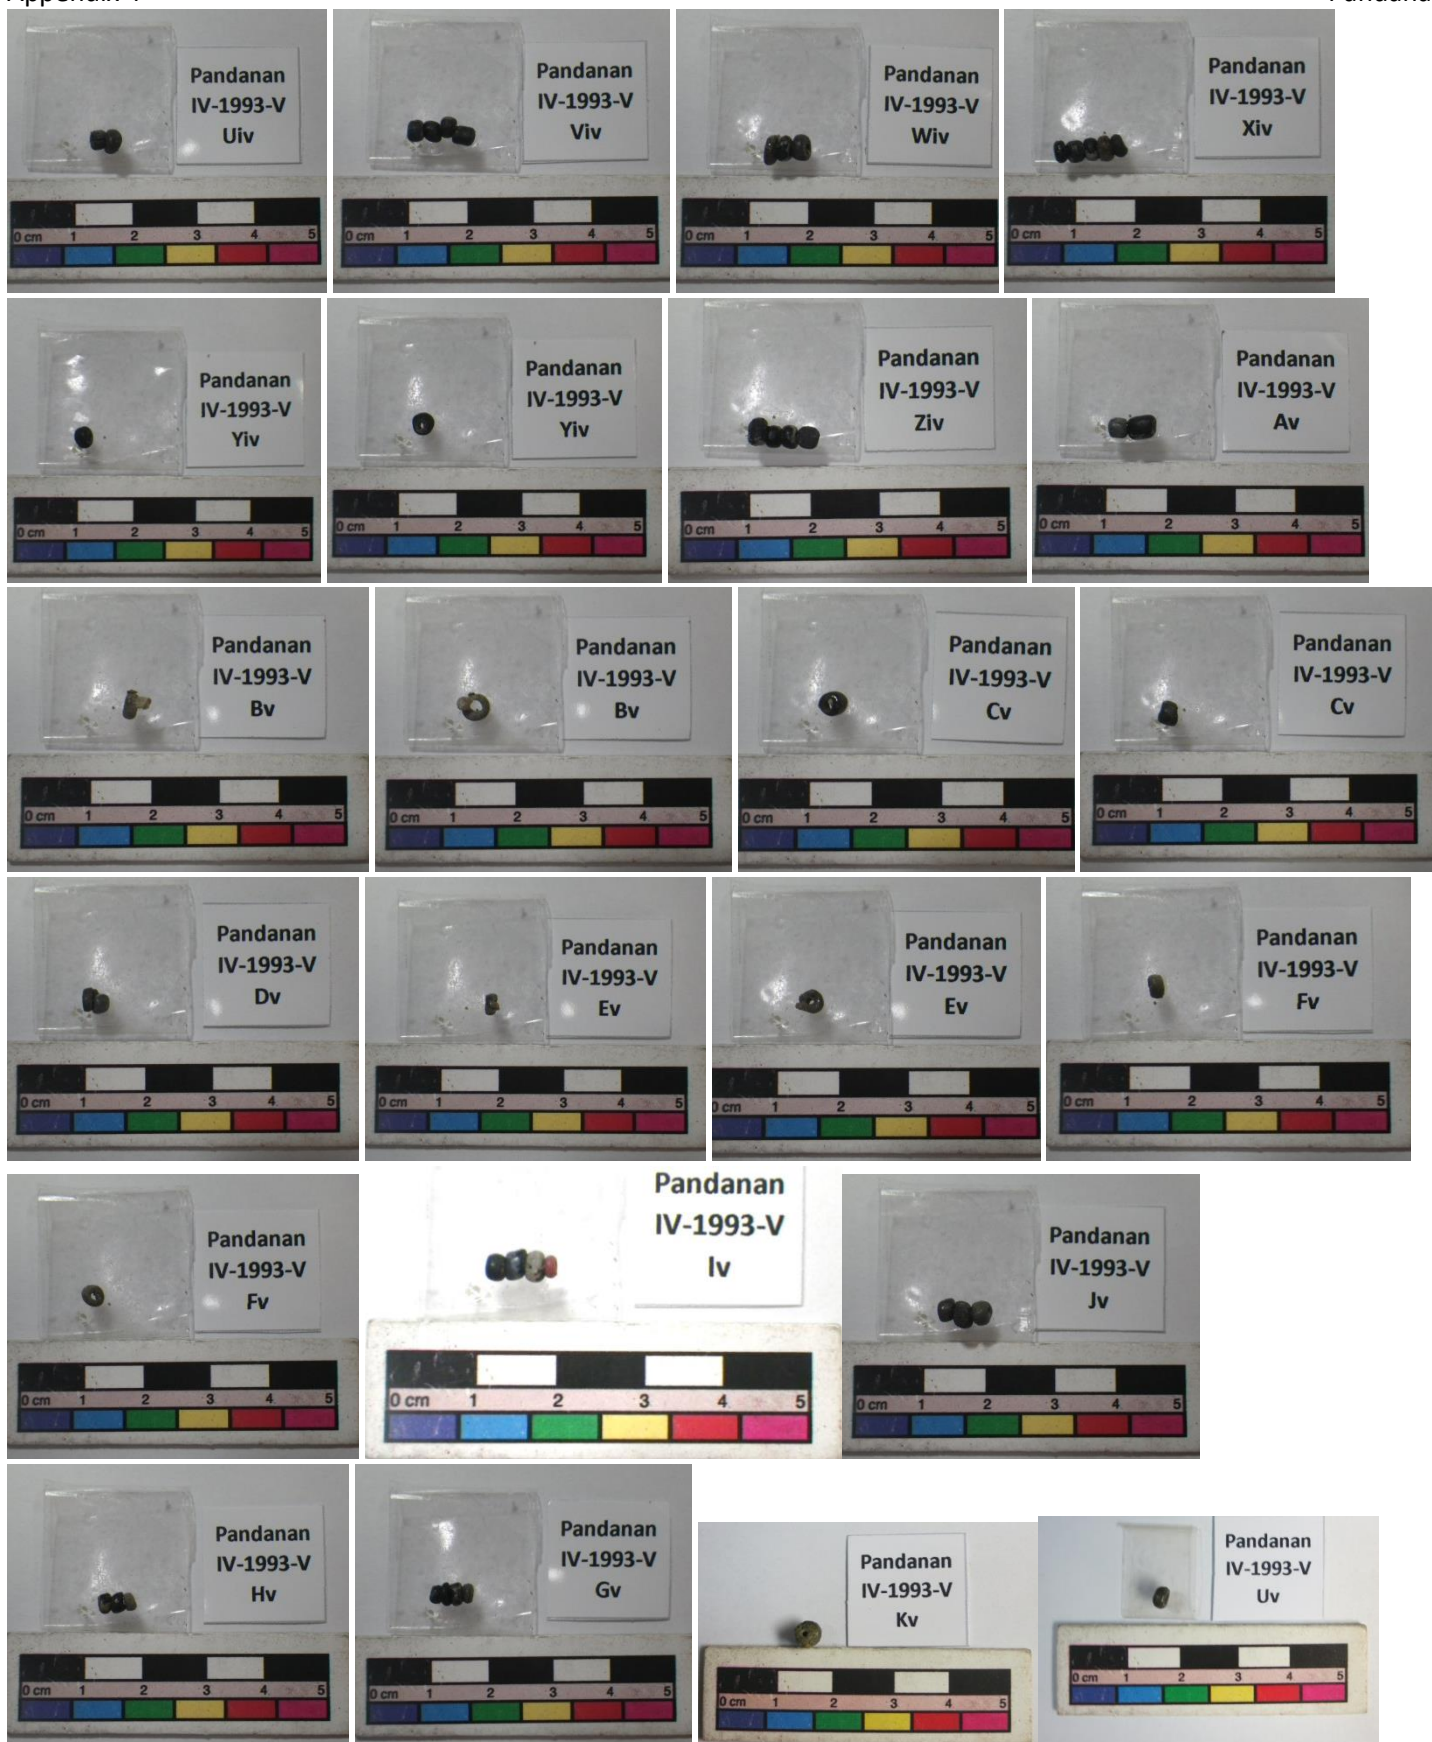 Appendix
Pandana
Pandanan
IV-1993-V
Uiv
0 cm 1 2 3 4 5
Pandanan
IV-1993-V
Viv
0 cm 1 2 3 4 5
Pandanan
IV-1993-V
Wiv
0 cm 1 2 3 4 5
Pandanan
IV-1993-V
Xiv
0 cm 1 2 3 4 5
Pandanan
IV-1993-V
Yiv
0 cm 1 2 3 4 5
Pandanan
IV-1993-V
Yiv
0 cm 1 2 3 4 5
Pandanan
IV-1993-V
Ziv
0 cm 1 2 3 4 5
Pandanan
IV-1993-V
Av
0 cm 1 2 3 4 5
Pandanan
IV-1993-V
Bv
0 cm 1 2 3 4 5
Pandanan
IV-1993-V
Bv
0 cm 1 2 3 4 5
Pandanan
IV-1993-V
Cv
0 cm 1 2 3 4 5
Pandanan
IV-1993-V
Cv
0 cm 1 2 3 4 5
Pandanan
IV-1993-V
Dv
0 cm 1 2 3 4 5
Pandanan
IV-1993-V
Ev
0 cm 1 2 3 4 5
Pandanan
IV-1993-V
Ev
0 cm 1 2 3 4 5
Pandanan
IV-1993-V
Fv
0 cm 1 2 3 4 5
Pandanan
IV-1993-V
Fv
0 cm 1 2 3 4 5
Pandanan
IV-1993-V
Iv
0 cm 1 2 3 4 5
Pandanan
IV-1993-V
Jv
0 cm 1 2 3 4 5
Pandanan
IV-1993-V
Hv
0 cm 1 2 3 4 5
Pandanan
IV-1993-V
Gv
0 cm 1 2 3 4 5
Pandanan
IV-1993-V
Kv
0 cm 1 2 3 4 5
Pandanan
IV-1993-V
Uv
0 cm 1 2 3 4 5